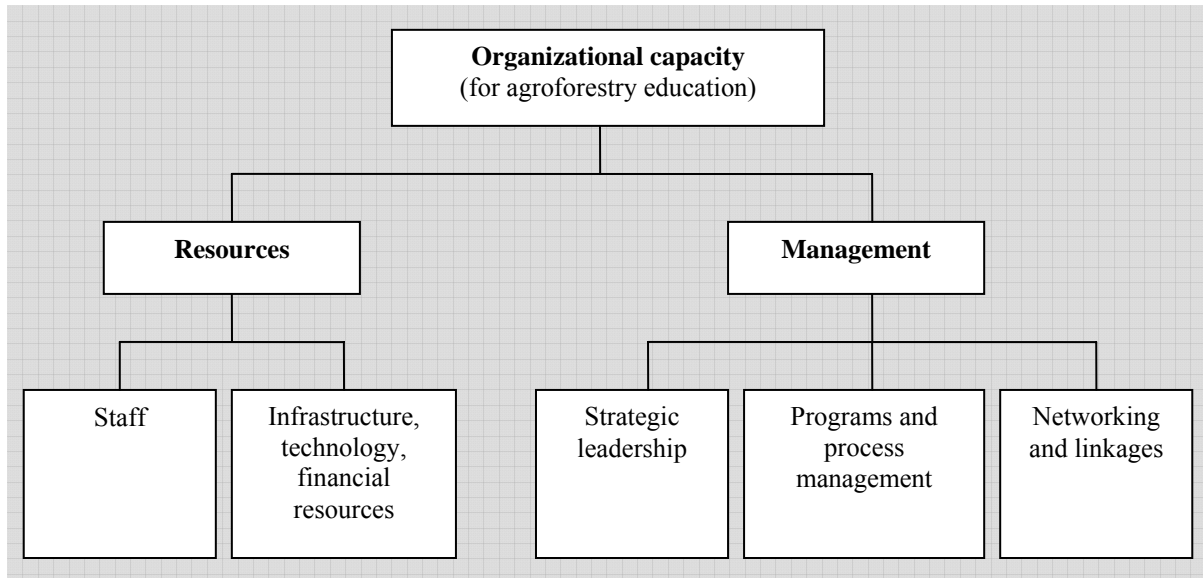 Organizational capacity
(for agroforestry education)
Resources
Management
Staff
Infrastructure,
technology,
financial
resources
Strategic
leadership
Programs and
process
management
Networking
and linkages